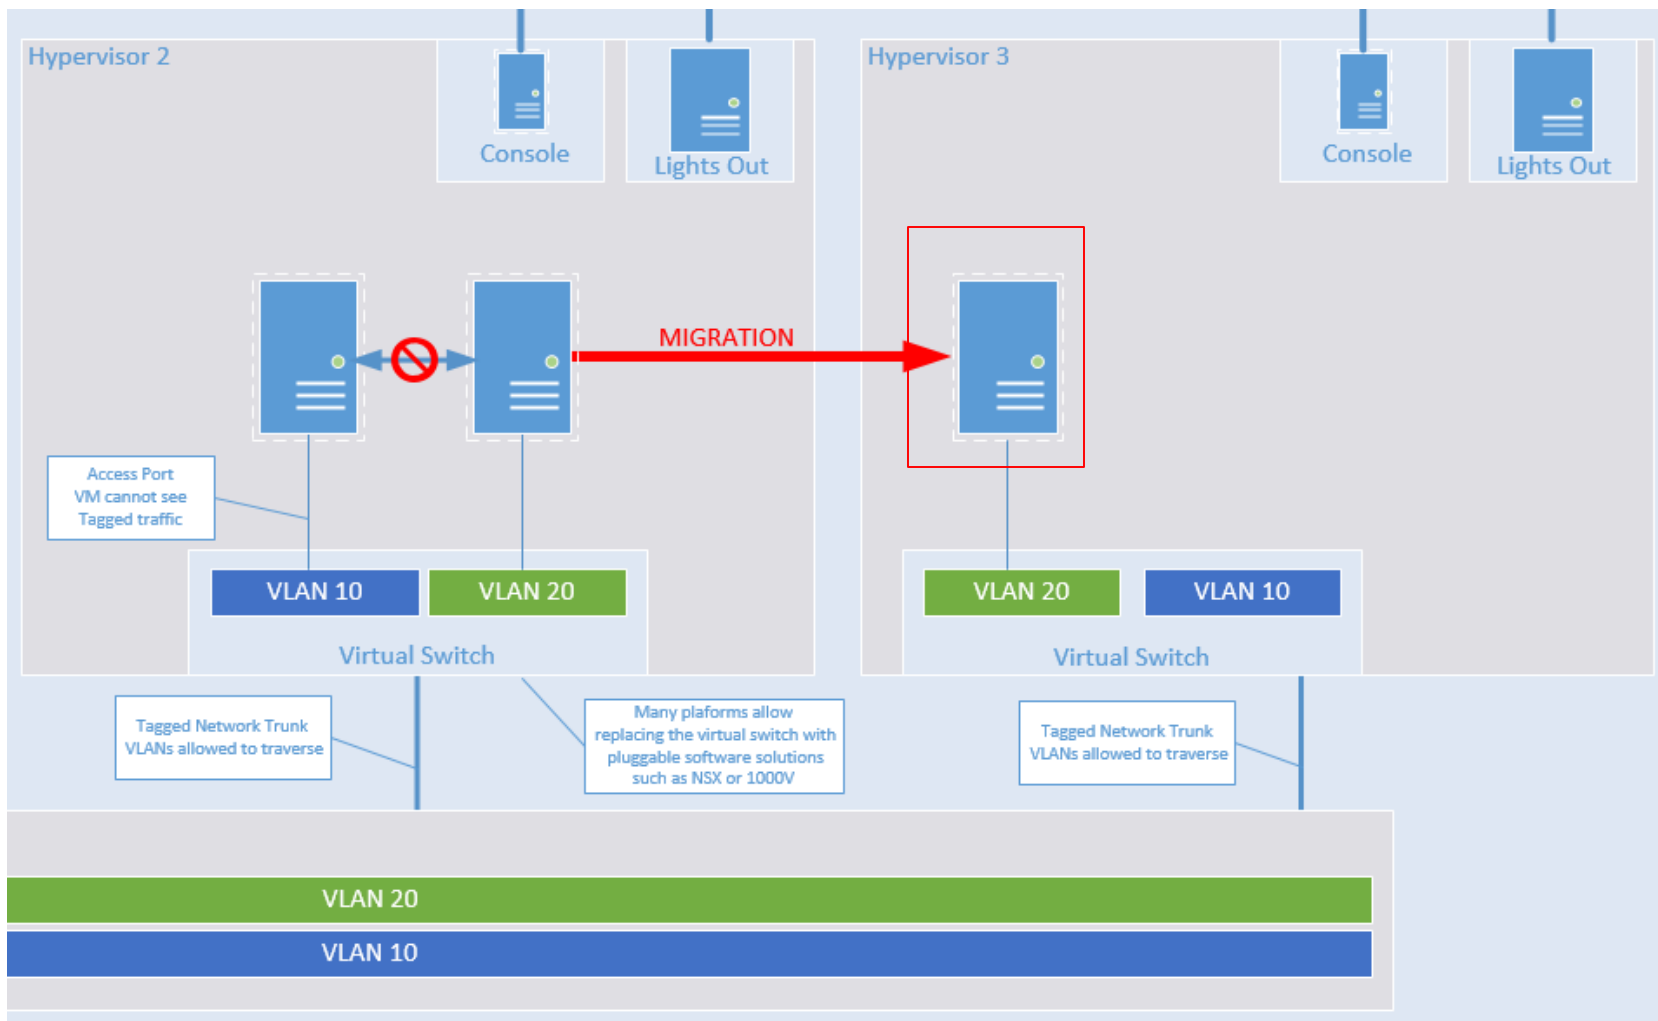 Hypervisor 2
Console
Lights Out
Hypervisor 3
Console
Lights Out
MIGRATION
Access Port
VM cannot see
Tagged traffic
VLAN 10
VLAN 20
Virtual Switch
VLAN 20
VLAN 10
Virtual Switch
Tagged Network Trunk
VLANs allowed to traverse
Many plaforms allow
replacing the virtual switch with
pluggable software solutions
such as NSX or 1000V
Tagged Network Trunk
VLANs allowed to traverse
VLAN 20
VLAN 10